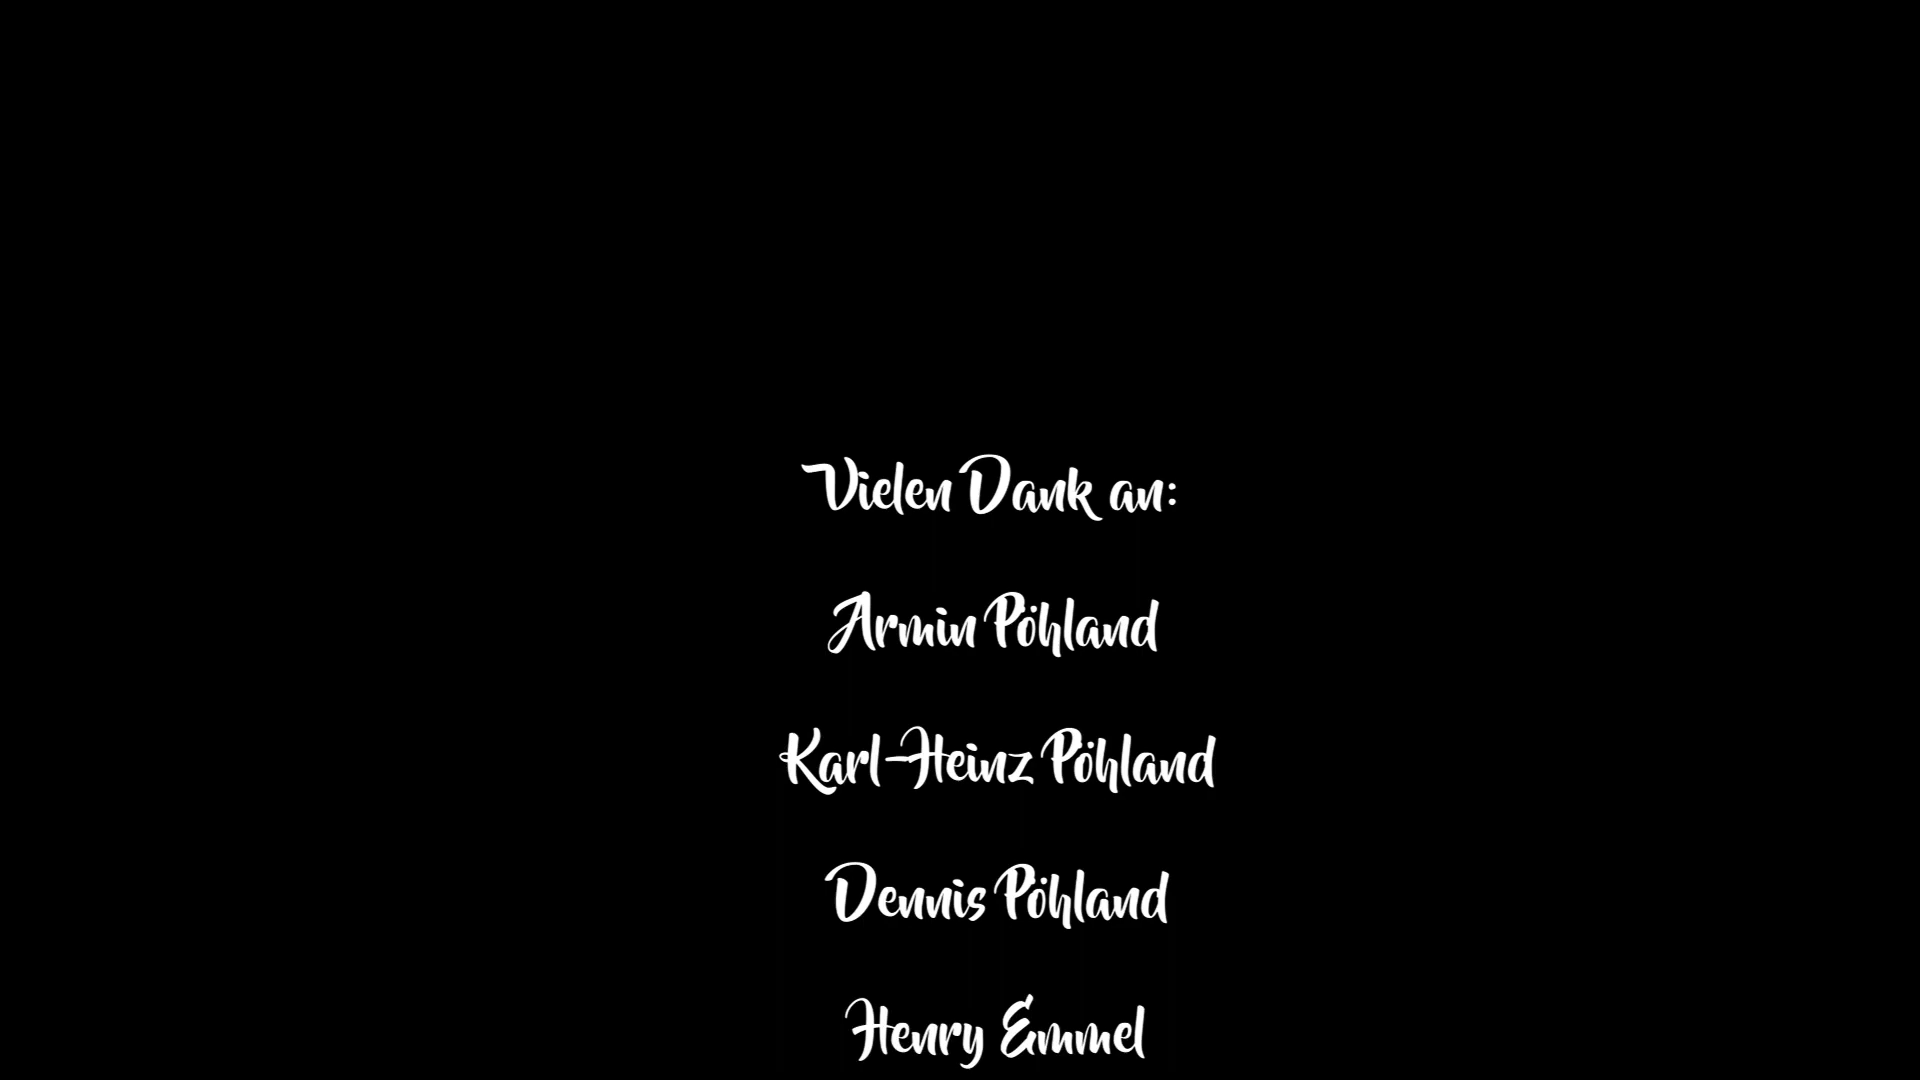 Vielen Dank an:
Armin Pöhland
Karl-Heinz Pöhland
Dennis Pöhland
Henry Emmel